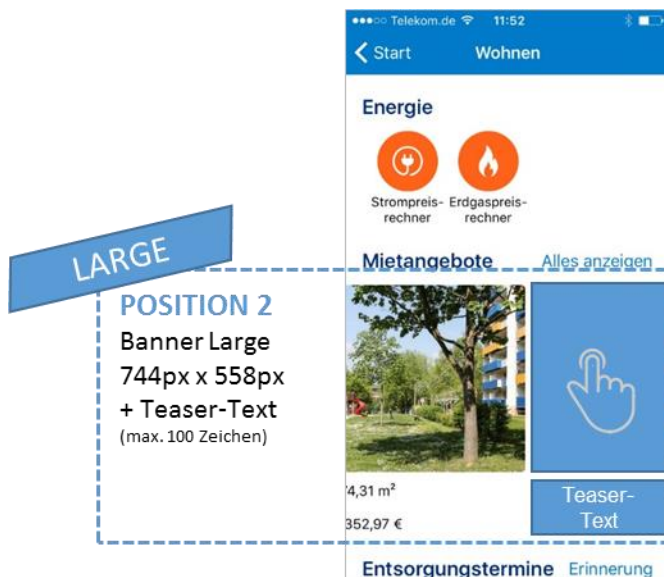 Telekom.de 11:52
Start Wohnen
Energie
Strompreis- Erdgaspreis-
rechner rechner
LARGE
Mietangebote Alles anzeigen
POSITION 2
Banner Large
744px x 558px
+ Teaser-Text
(max. 100 Zeichen)
4,31 m²
352,97 €
Teaser-
Text
Entsorgungstermine Erinnerung